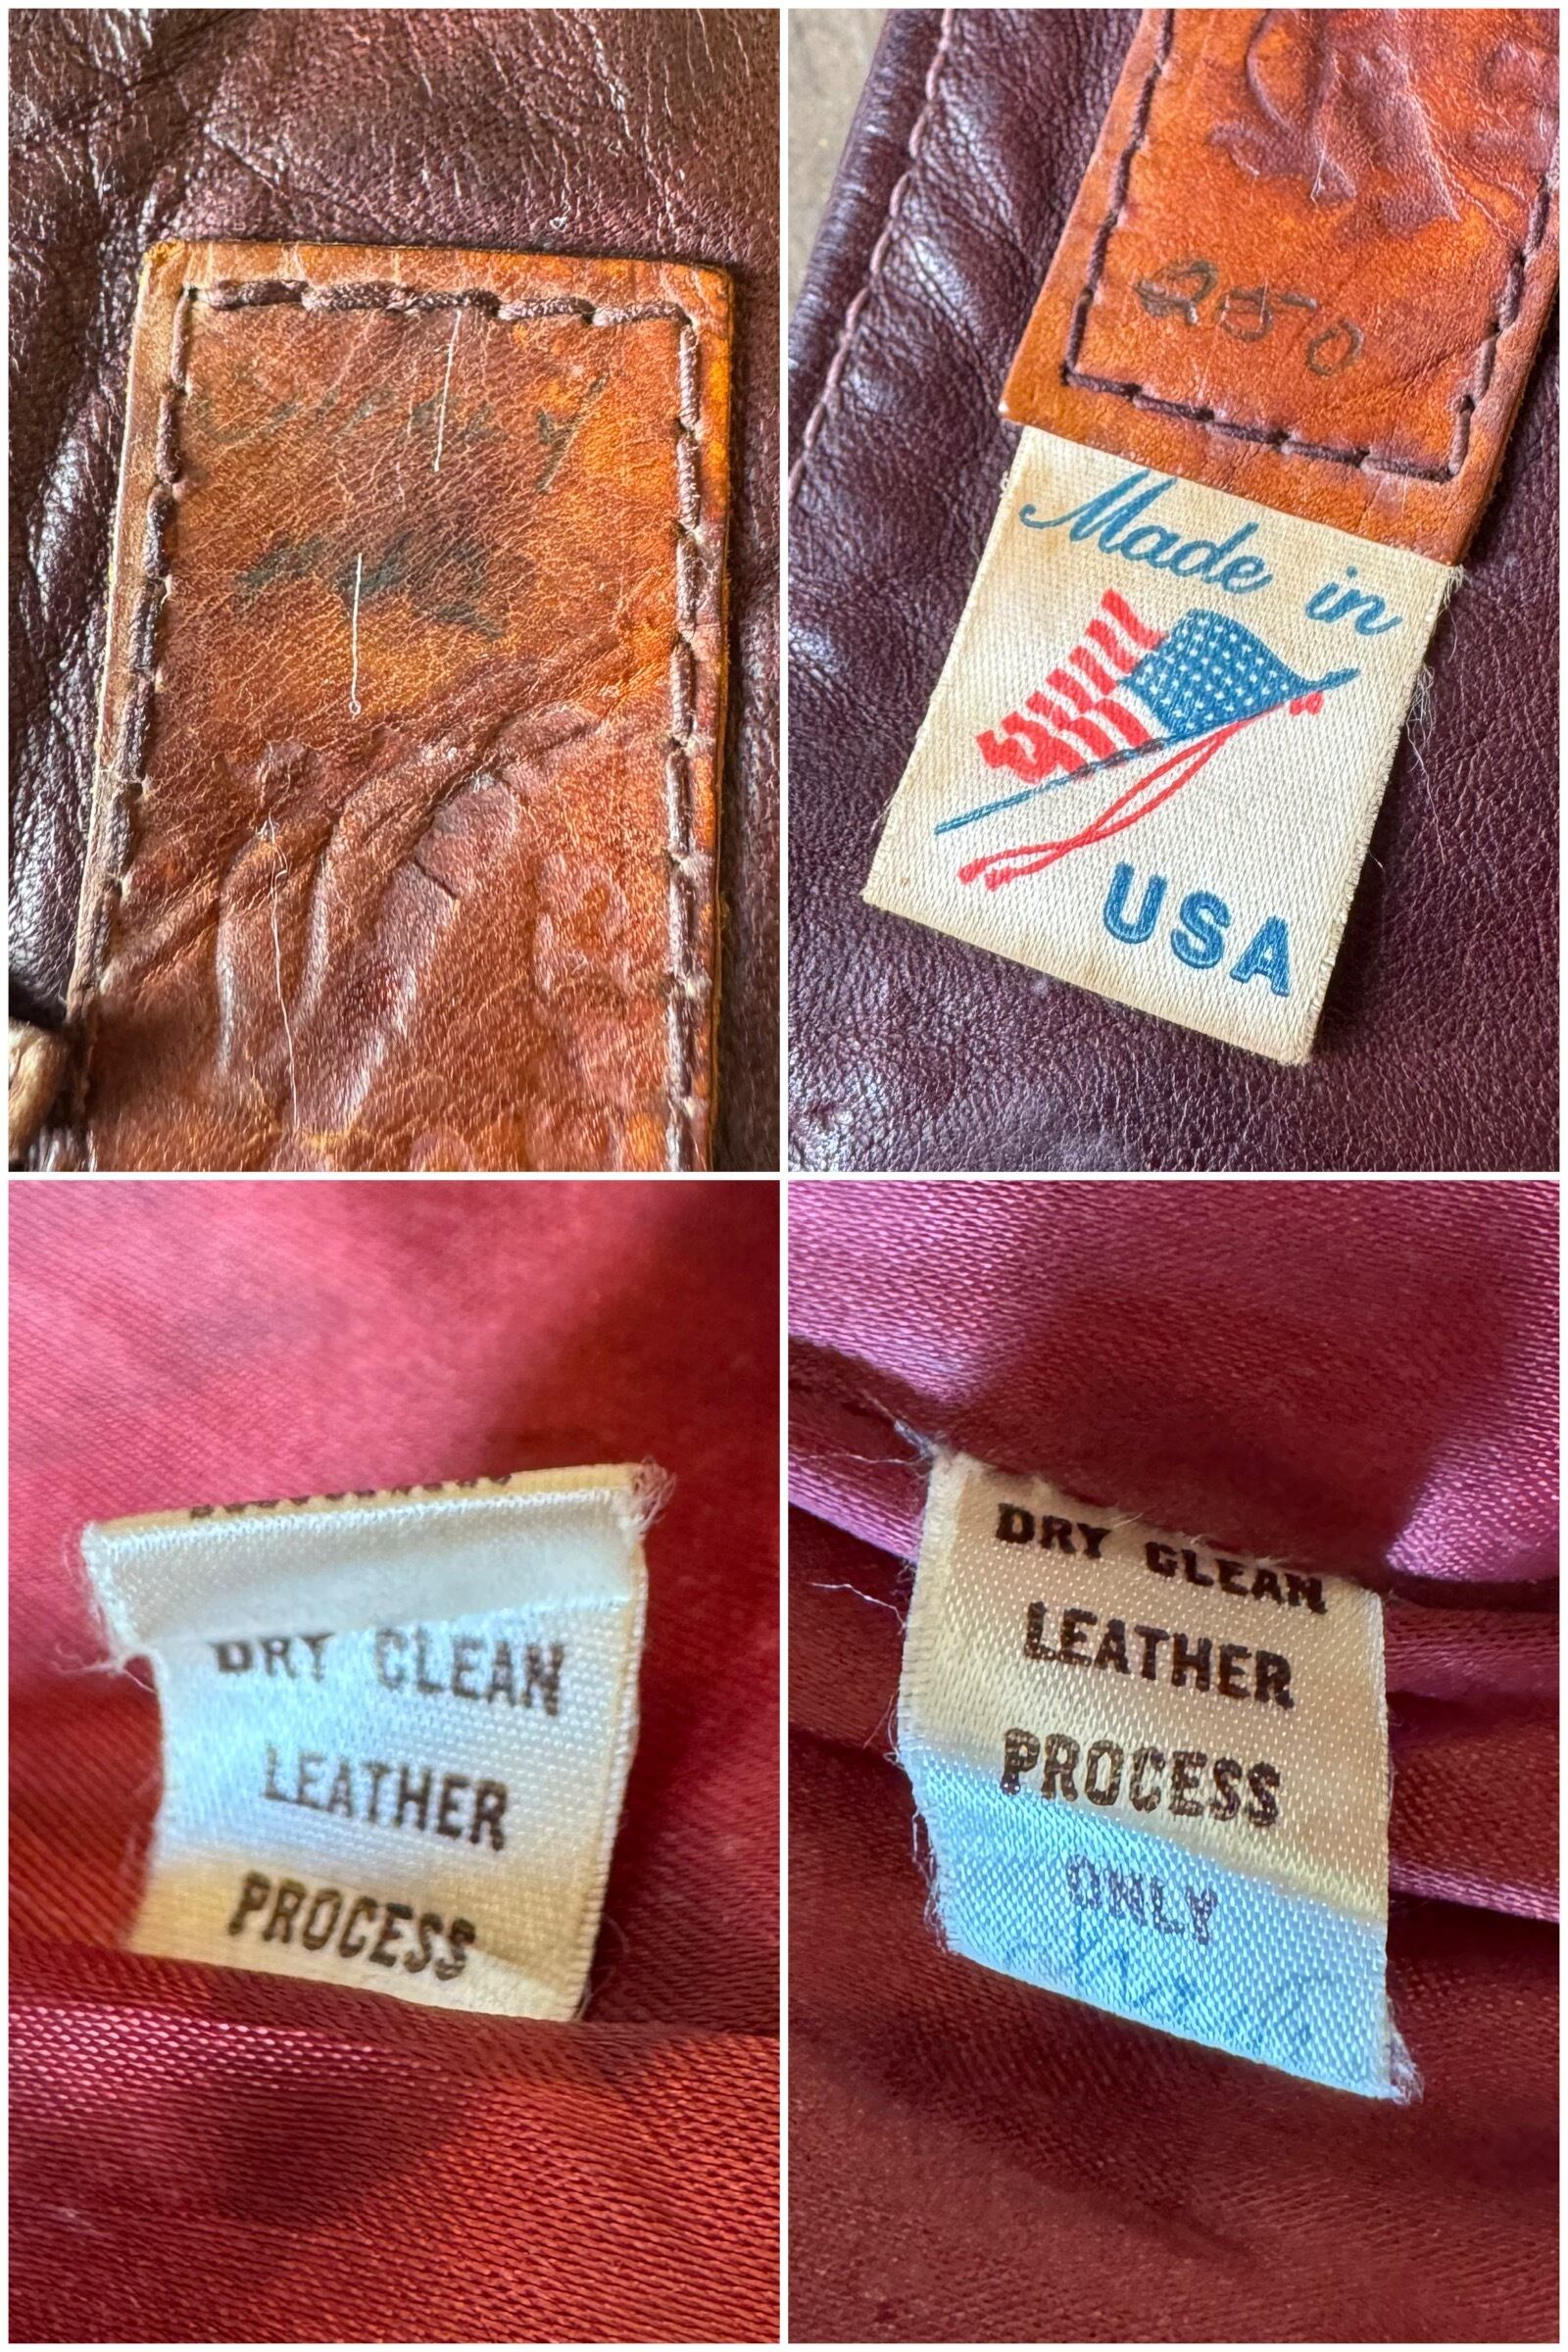 250
Made in
USA
DRY CLEAN
LEATHER
PROCESS
DRY CLEAN
LEATHER
PROCESS
ONLY